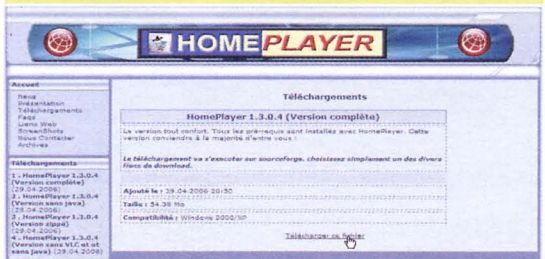 HOMEPLAYER
Accueil
News
Présentation
Téléchargements
Faqs
Liens Web
ScreenShots
Nous Contacter
Archives
Téléchargements
1 . HomePlayer 1.3.0.4
(Version complète)
(29.04.2006)
2 . HomePlayer 1.3.0.4
(Version sans java)
(29.04.2006)
3 . HomePlayer 1.3.0.4
(Version zippé)
(29.04.2006)
4 . HomePlayer 1.3.0.4
(Version sans VLC et et
sans java) (29.04.2006)
Téléchargements
HomePlayer 1.3.0.4 (Version complète)
La version tout confort. Tous les pré-requis sont installés avec HomePlayer. Cette
version conviendra à la majorité d'entre vous !
Le téléchargement va s'executer sur sourceforge, choisissez simplement un des divers
liens de download.
Ajouté le : 29.04.2006 20:30
Taille : 54.38 Mo
Compatibilité : Windows 2000/XP
Télécharger ce fichier